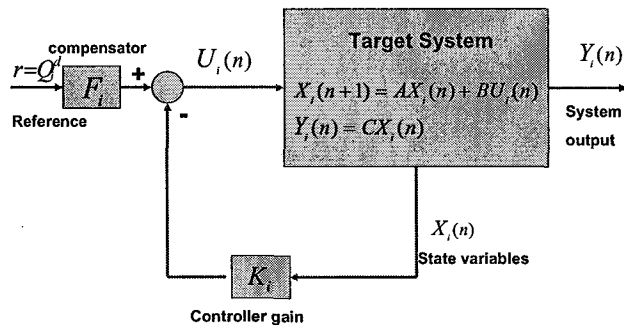 compensator
r=Q^d
F_i
Reference
+
-
U_i(n)
Target System
X_i(n+1) = AX_i(n) + BU_i(n)
Y_i(n) = CX_i(n)
Y_i(n)
System
output
X_i(n)
State variables
K_i
Controller gain